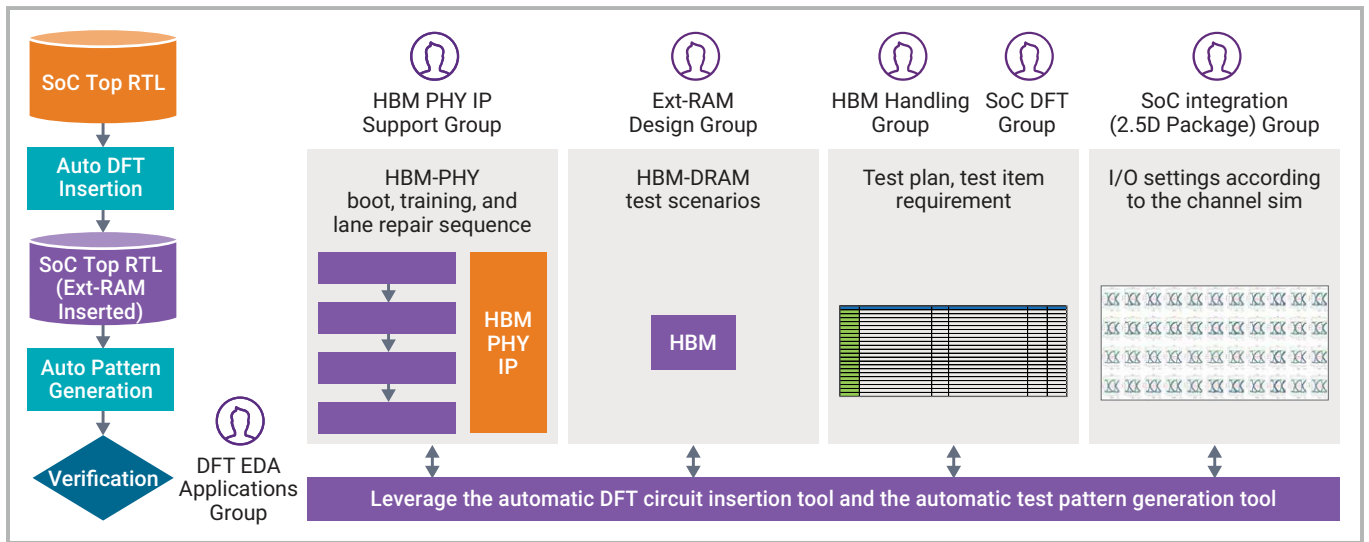 SoC Top RTL
Auto DFT
Insertion
SoC Top RTL
(Ext-RAM
Inserted)
Auto Pattern
Generation
Verification
DFT EDA
Applications
Group
HBM PHY IP
Support Group
HBM-PHY
boot, training, and
lane repair sequence
HBM
PHY
IP
Ext-RAM
Design Group
HBM-DRAM
test scenarios
HBM
HBM Handling
Group
SoC DFT
Group
Test plan, test item
requirement
SoC integration
(2.5D Package) Group
I/O settings according
to the channel sim
Leverage the automatic DFT circuit insertion tool and the automatic test pattern generation tool